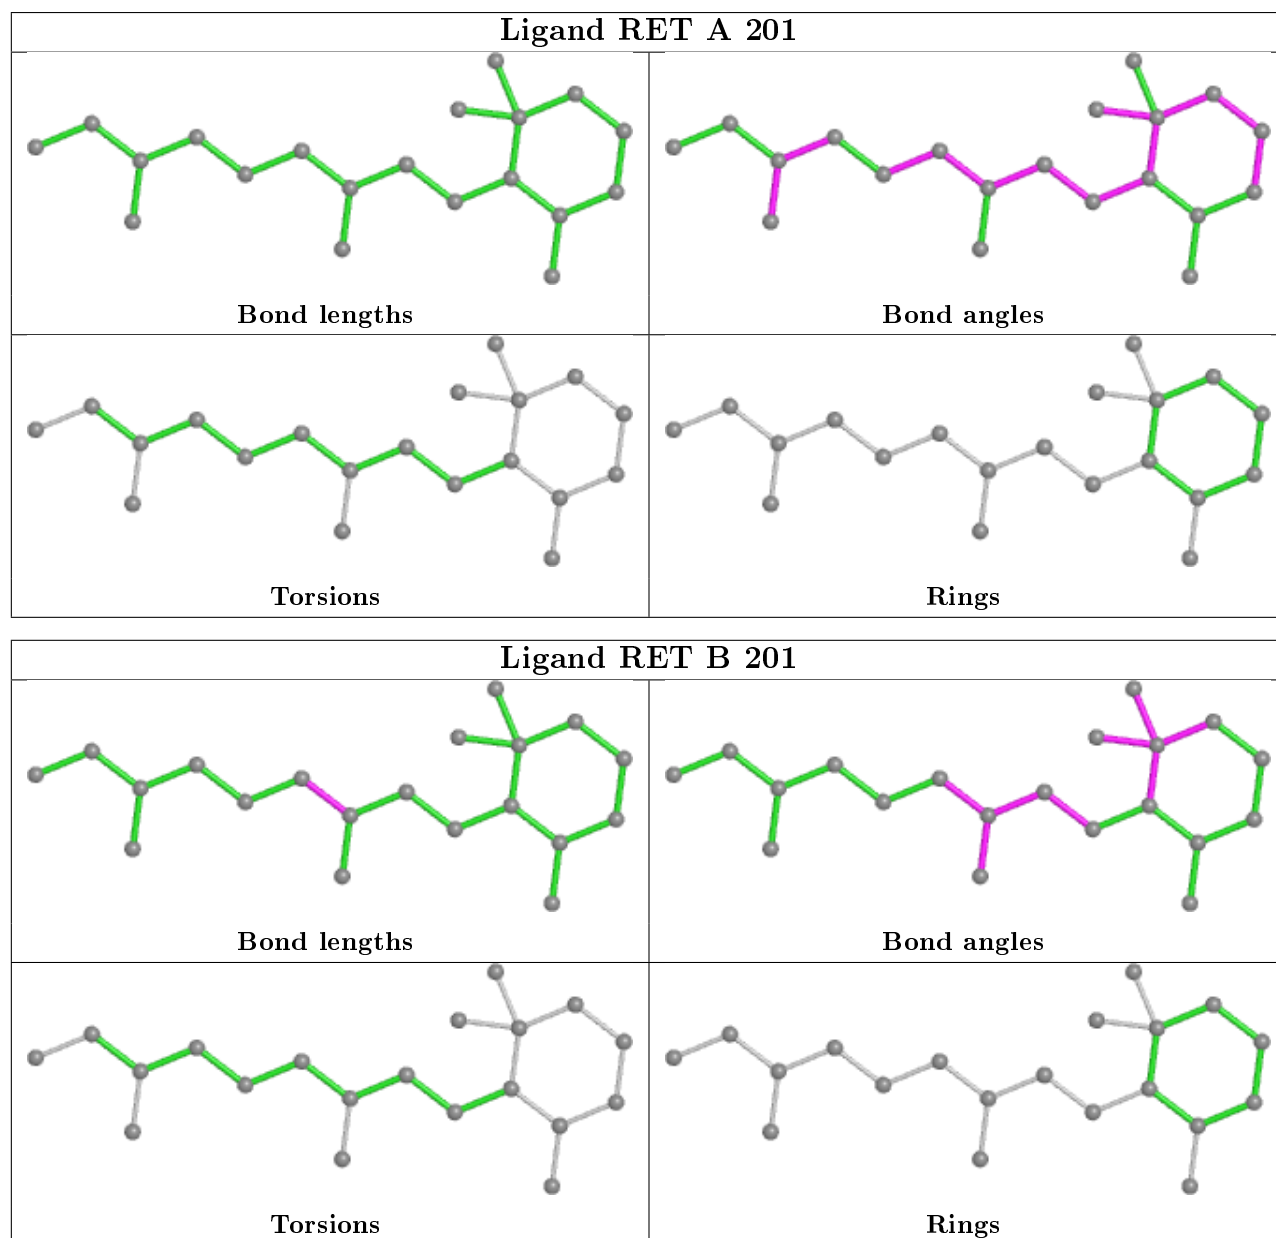 Ligand RET A 201
Bond lengths
Bond angles
Torsions
Rings
Ligand RET B 201
Bond lengths
Bond angles
Torsions
Rings